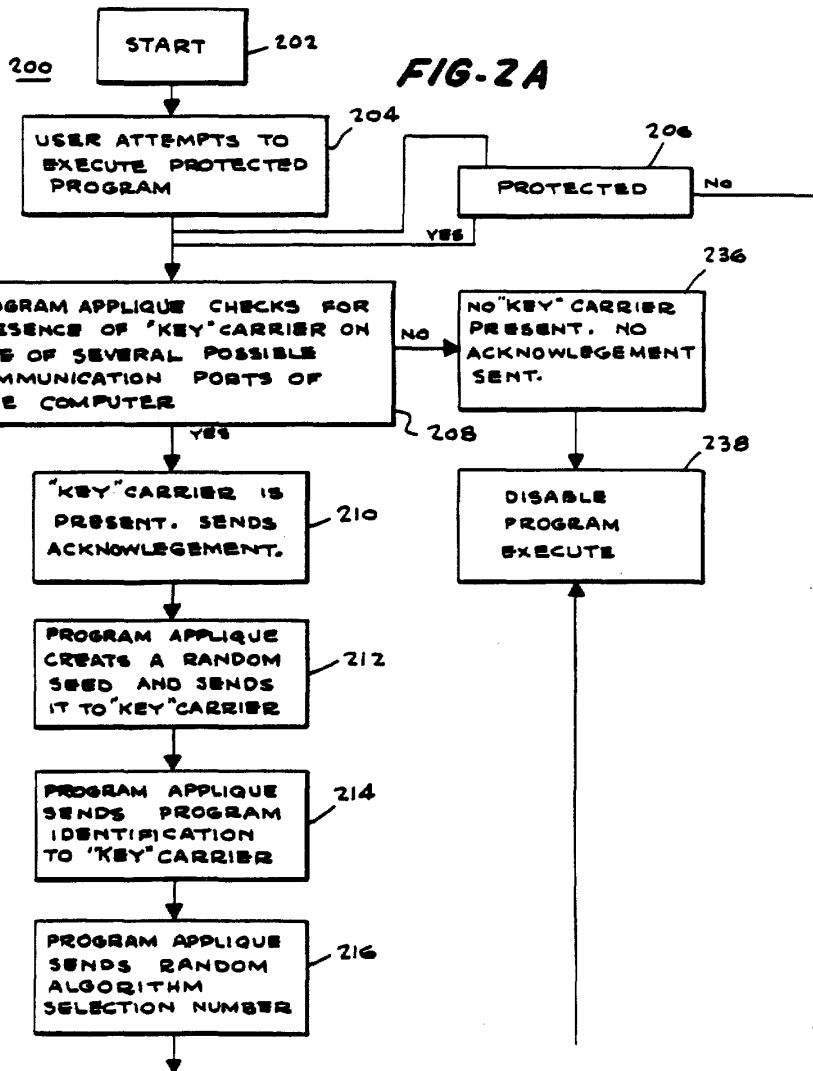 START
202
200
FIG-2A
USER ATTEMPTS TO
EXECUTE PROTECTED
PROGRAM
204
206
PROTECTED
NO
YES
OGRAM APPLIQUE CHECKS FOR
ESENCE OF "KEY" CARRIER ON
E OF SEVERAL POSSIBLE
MMUNICATION PORTS OF
E COMPUTER
NO
208
YES
236
NO "KEY" CARRIER
PRESENT. NO
ACKNOWLEGEMENT
SENT.
"KEY" CARRIER IS
PRESENT. SENDS
ACKNOWLEGEMENT.
210
238
DISABLE
PROGRAM
EXECUTE
PROGRAM APPLIQUE
CREATS A RANDOM
SEED AND SENDS
IT TO "KEY" CARRIER
212
PROGRAM APPLIQUE
SENDS PROGRAM
IDENTIFICATION
TO "KEY" CARRIER
214
PROGRAM APPLIQUE
SENDS RANDOM
ALGORITHM
SELECTION NUMBER
216